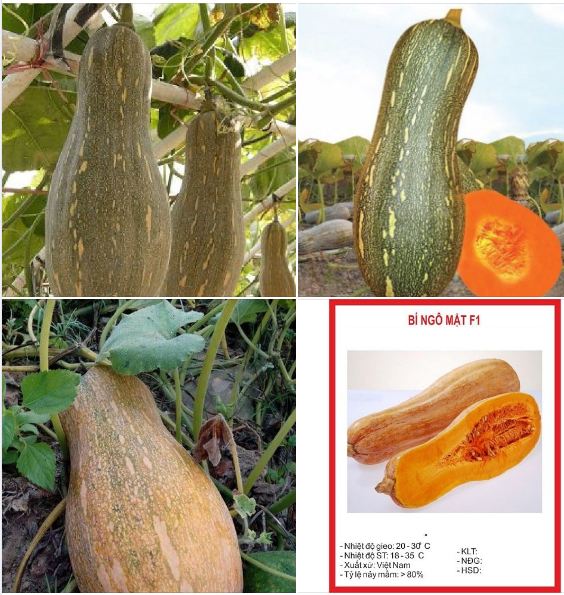 BÍ NGÔ MẬT F1
- Nhiệt độ gieo: 20 - 30° C
- Nhiệt độ ST: 18 - 35 C
- Xuất xứ: Việt Nam
- Tỷ lệ nảy mầm: > 80%
- KLT:
- NĐG:
- HSD: